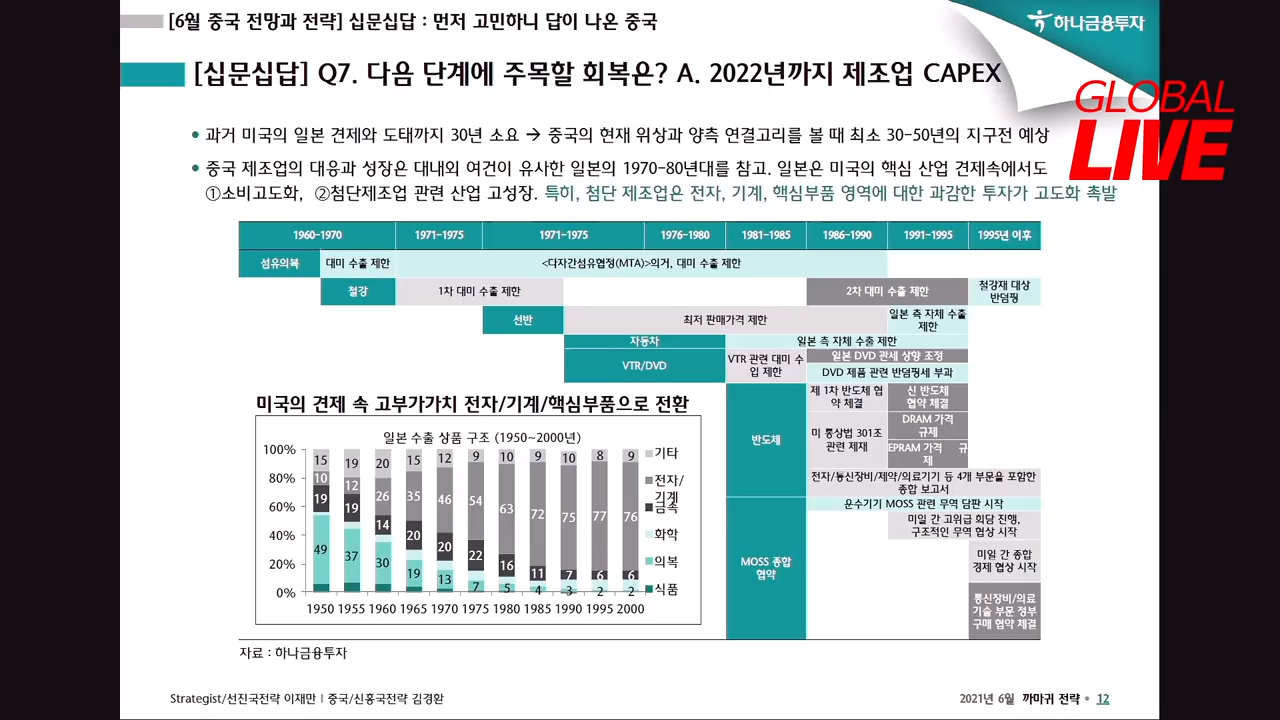 [6월 중국 전망과 전략] 십문십답 : 먼저 고민하니 답이 나온 중국
하나금융투자
[십문십답] Q7. 다음 단계에 주목할 회복은? A. 2022년까지 제조업 CAPEX
GLOBAL
LIVE
• 과거 미국의 일본 견제와 도태까지 30년 소요 → 중국의 현재 위상과 양측 연결고리를 볼 때 최소 30-50년의 지구전 예상
• 중국 제조업의 대응과 성장은 대내외 여건이 유사한 일본의 1970-80년대를 참고. 일본은 미국의 핵심 산업 견제속에서도
①소비고도화, ②첨단제조업 관련 산업 고성장. 특히, 첨단 제조업은 전자, 기계, 핵심부품 영역에 대한 과감한 투자가 고도화 촉발
1960-1970 1971-1975 1971-1975 1976-1980 1981-1985 1986-1990 1991-1995 1995년 이후
섬유의복 대미 수출 제한 <다자간섬유협정(MTA)>의거, 대미 수출 제한
철강 1차 대미 수출 제한 2차 대미 수출 제한 철강재 대상
반덤핑
선반 최저 판매가격 제한 일본 측 자체 수출
제한
자동차 일본 측 자체 수출 제한
VTR/DVD VTR 관련 대미 수
입 제한
일본 DVD 관세 상향 조정
DVD 제품 관련 반덤핑세 부과
반도체
제 1차 반도체 협
약 체결
신 반도체
협약 체결
미 통상법 301조
관련 제재
DRAM 가격
규제
EPRAM 가격 규
제
전자/통신장비/제약/의료기기 등 4개 부문을 포함한
종합 보고서
MOSS 종합
협약
운수기기 MOSS 관련 무역 담판 시작
미일 간 고위급 회담 진행,
구조적인 무역 협상 시작
미일 간 종합
경제 협상 시작
통신장비/의료
기술 부문 정부
구매 협약 체결
미국의 견제 속 고부가가치 전자/기계/핵심부품으로 전환
일본 수출 상품 구조 (1950~2000년)
100%
80%
60%
40%
20%
0%
15 19 20 15 12 9 10 9 10 8 9
10 12 26 35 46 54 63 72 75 77 76
19 19 14 20 20 22 16 11 7 6 6
49 37 30 19 13 7 5 4 3 2 2
1950 1955 1960 1965 1970 1975 1980 1985 1990 1995 2000
기타
전자/
기계
금속
화학
의복
식품
자료 : 하나금융투자
Strategist/선진국전략 이재만 | 중국/신흥국전략 김경환
2021년 6월 까마귀 전략 • 12